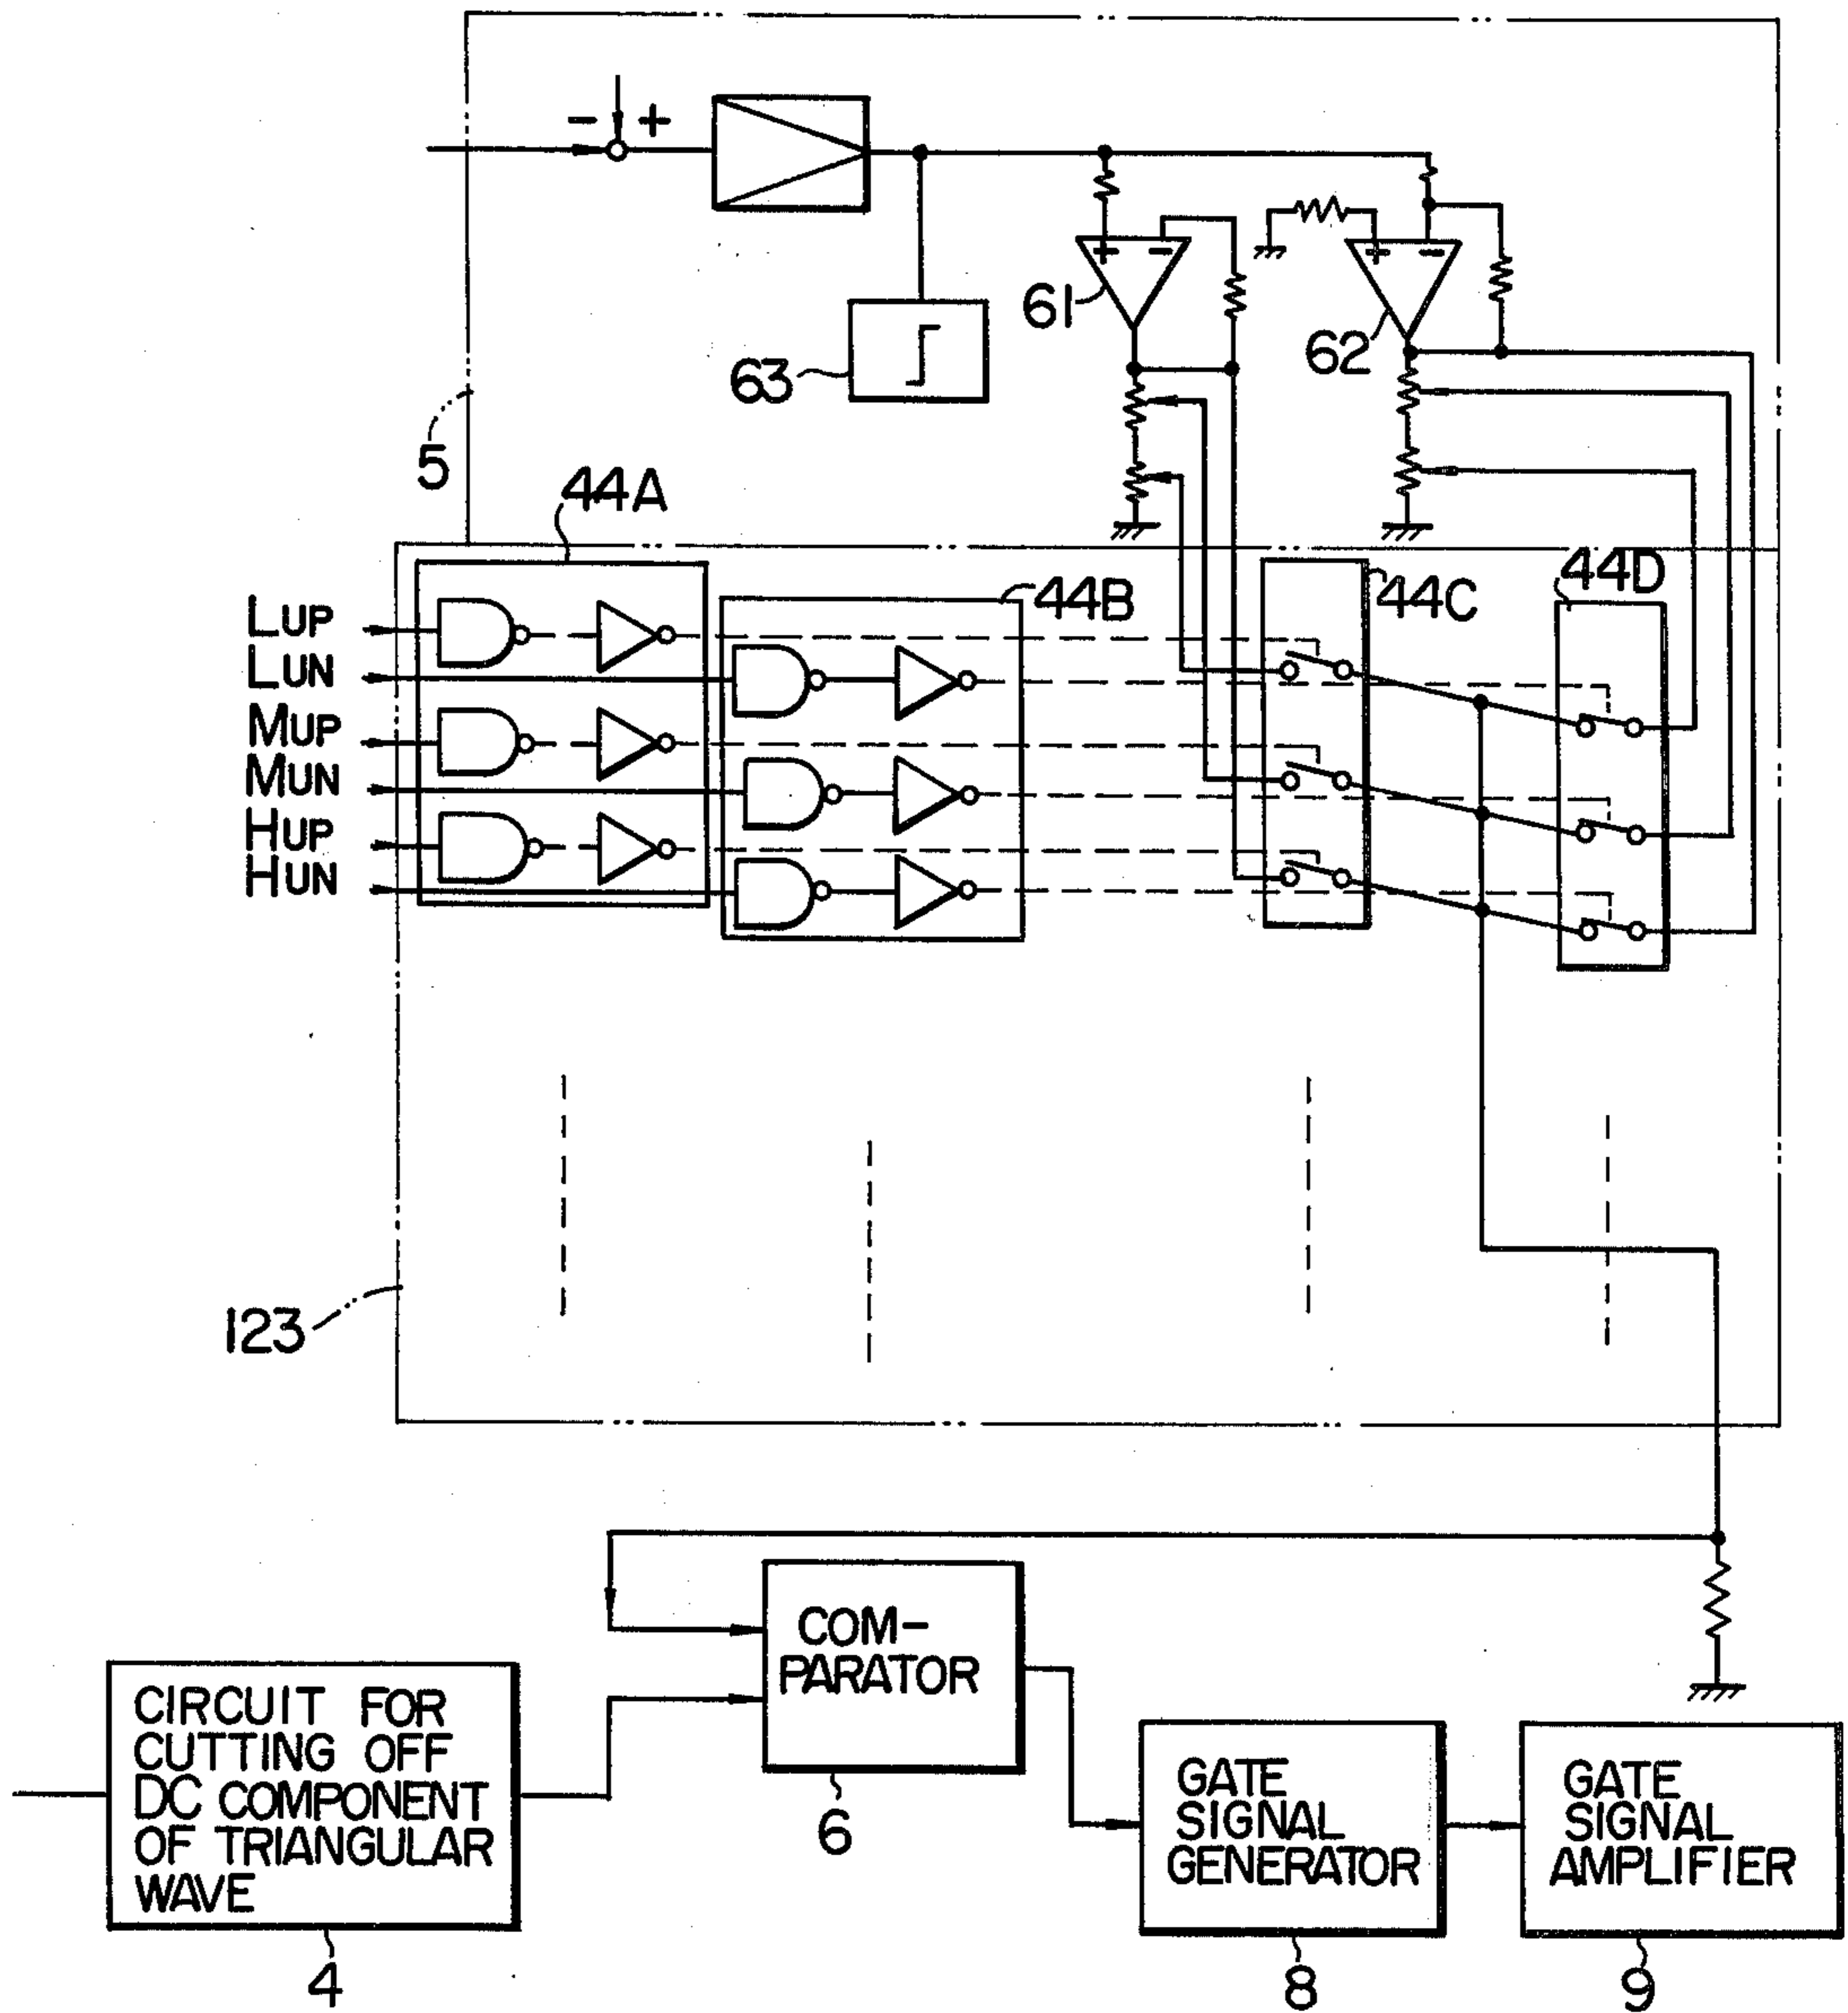 - +
+ -
+ -
61
62
63
5
44A
44B
44C
44D
LUP
LUN
MUP
MUN
HUP
HUN
123
COM-
PARATOR
6
CIRCUIT FOR
CUTTING OFF
DC COMPONENT
OF TRIANGULAR
WAVE
4
GATE
SIGNAL
GENERATOR
8
GATE
SIGNAL
AMPLIFIER
9